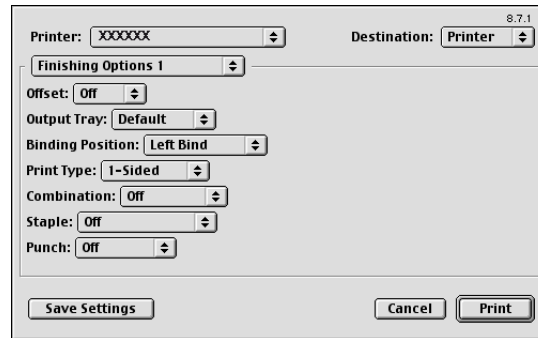 8.7.1
Printer: XXXXXX Destination: Printer
Finishing Options 1
Offset: Off
Output Tray: Default
Binding Position: Left Bind
Print Type: 1-Sided
Combination: Off
Staple: Off
Punch: Off
Save Settings Cancel Print